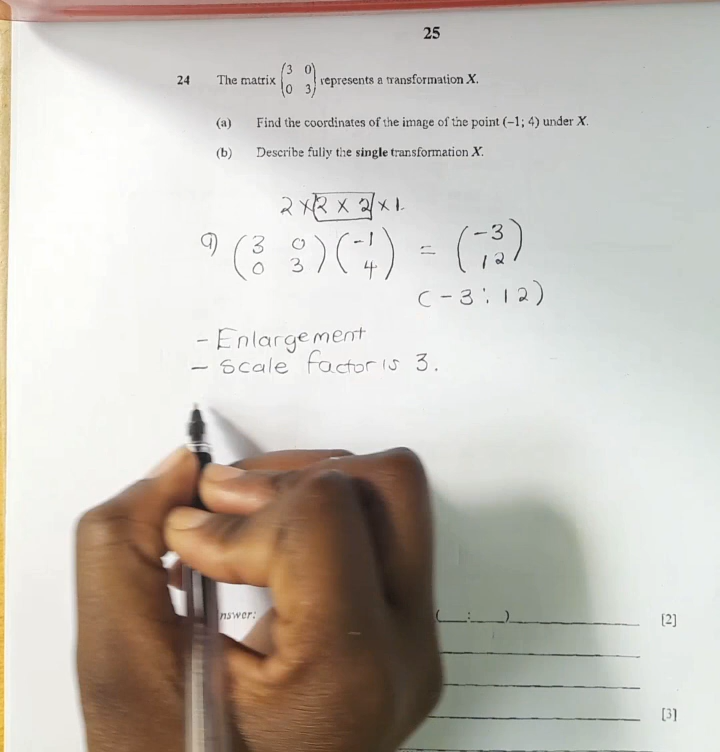 25
24 The matrix (3 0 0 3) represents a transformation X.
(a) Find the coordinates of the image of the point (−1; 4) under X.
(b) Describe fully the single transformation X.
2 × 2 × 2 × 1
a) (3 0 0 3) (-1 4) = (-3 12)
(-3 ; 12)
- Enlargement
- Scale factor is 3.
nswer: ( ; ) [2]
[3]